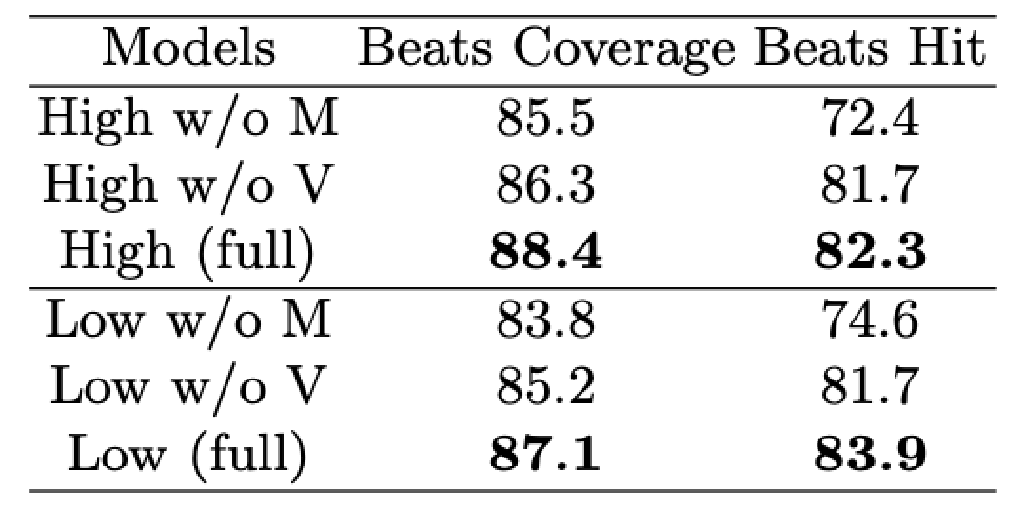 Models Beats Coverage Beats Hit
High w/o M 85.5 72.4
High w/o V 86.3 81.7
High (full) 88.4 82.3
Low w/o M 83.8 74.6
Low w/o V 85.2 81.7
Low (full) 87.1 83.9